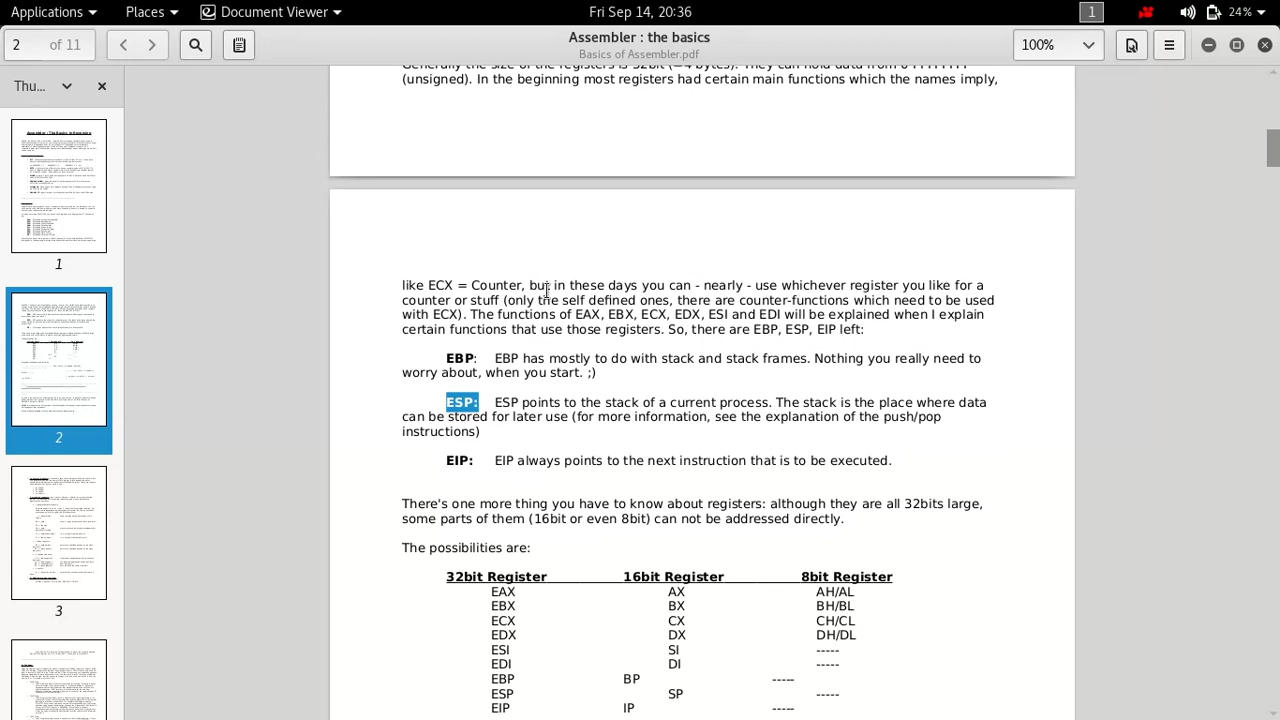 Applications Places Document Viewer Fri Sep 14, 20:36 1 24%
2 of 11 Assembler : the basics 100%
Basics of Assembler.pdf
Thu...
1
2
3
(unsigned). In the beginning most registers had certain main functions which the names imply,
like ECX = Counter, but in these days you can - nearly - use whichever register you like for a
counter or stuff (only the self defined ones, there are counter-functions which need to be used
with ECX). The functions of EAX, EBX, ECX, EDX, ESI and EDI will be explained when I explain
certain functions that use those registers. So, there are EBP, ESP, EIP left:
EBP: EBP has mostly to do with stack and stack frames. Nothing you really need to
worry about, when you start. ;)
ESP: ESP points to the stack of a current process. The stack is the place where data
can be stored for later use (for more information, see the explanation of the push/pop
instructions)
EIP: EIP always points to the next instruction that is to be executed.
There's one more thing you have to know about registers: although they are all 32bits large,
some parts of them (16bit or even 8bit) can not be addressed directly.
The possibilities are:
32bit Register 16bit Register 8bit Register
EAX AX AH/AL
EBX BX BH/BL
ECX CX CH/CL
EDX DX DH/DL
ESI SI -----
EDI DI -----
EBP BP -----
ESP SP -----
EIP IP -----